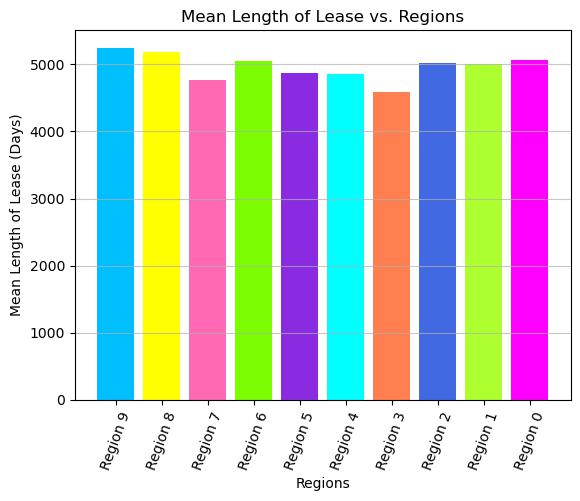 Mean Length of Lease vs. Regions
Mean Length of Lease (Days)
5000
4000
3000
2000
1000
0
Region 9
Region 8
Region 7
Region 6
Region 5
Region 4
Region 3
Region 2
Region 1
Region 0
Regions